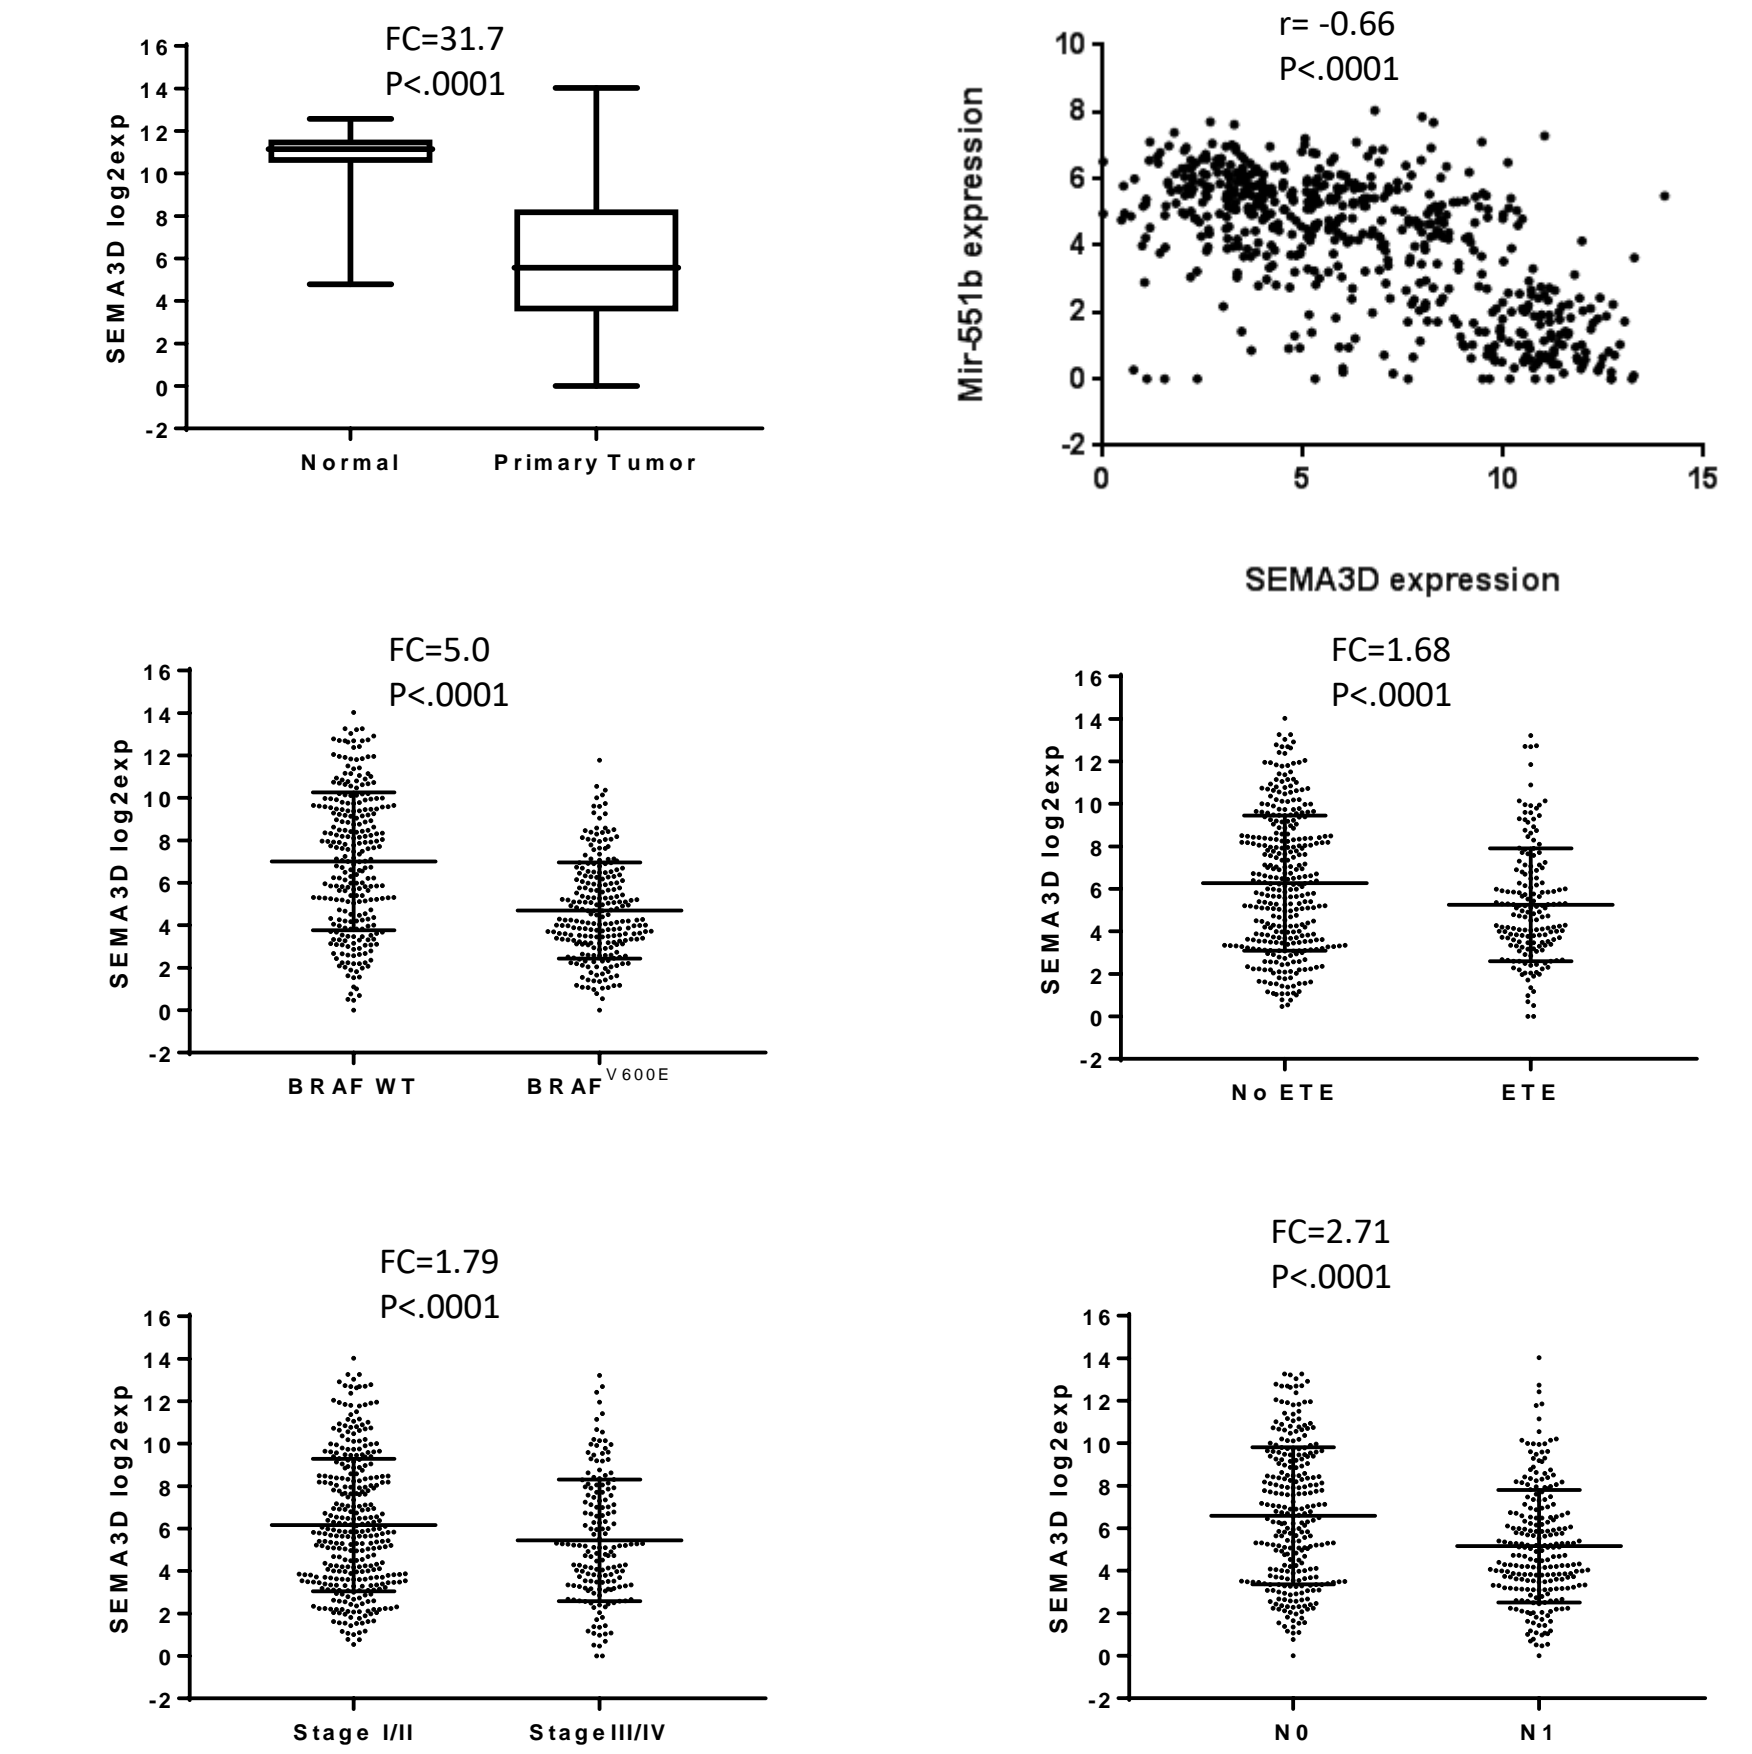 FC=31.7
P<.0001
SEMA3D log2exp
16
14
12
10
8
6
4
2
0
-2
Normal
Primary Tumor
r= -0.66
P<.0001
Mir-551b expression
10
8
6
4
2
0
-2
0
5
10
15
SEMA3D expression
FC=5.0
P<.0001
SEMA3D log2exp
16
14
12
10
8
6
4
2
0
-2
BRAF WT
BRAF V600E
FC=1.68
P<.0001
SEMA3D log2exp
16
14
12
10
8
6
4
2
0
-2
No ETE
ETE
FC=1.79
P<.0001
SEMA3D log2exp
16
14
12
10
8
6
4
2
0
-2
Stage I/II
Stage III/IV
FC=2.71
P<.0001
SEMA3D log2exp
16
14
12
10
8
6
4
2
0
-2
N0
N1